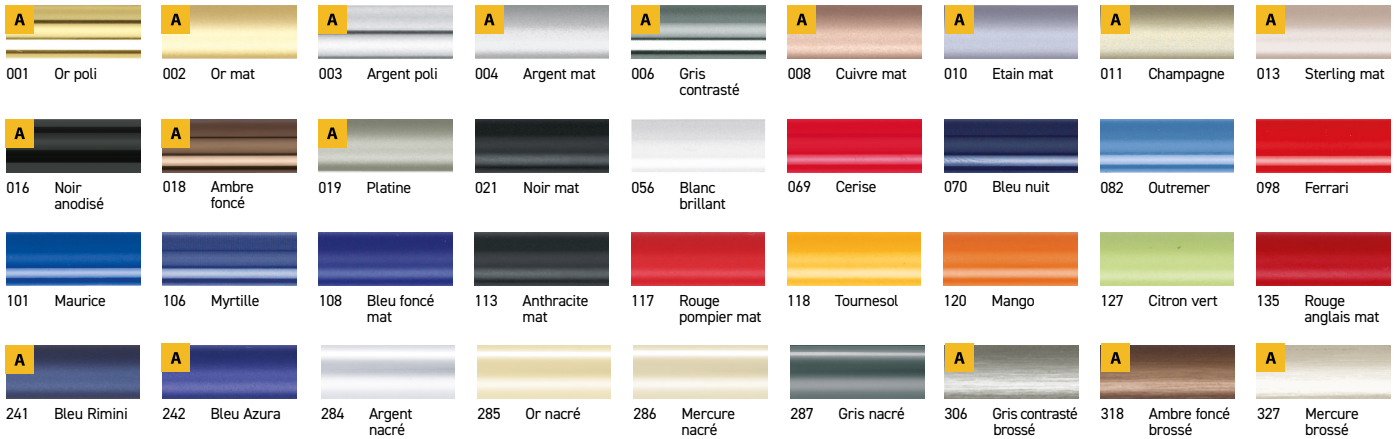 A
001 Or poli
A
002 Or mat
A
003 Argent poli
A
004 Argent mat
A
006 Gris
contrasté
A
008 Cuivre mat
A
010 Etain mat
A
011 Champagne
A
013 Sterling mat
A
016 Noir
anodisé
A
018 Ambre
foncé
A
019 Platine
021 Noir mat
056 Blanc
brillant
069 Cerise
070 Bleu nuit
082 Outremer
098 Ferrari
101 Maurice
106 Myrtille
108 Bleu foncé
mat
113 Anthracite
mat
117 Rouge
pompier mat
118 Tournesol
120 Mango
127 Citron vert
135 Rouge
anglais mat
A
241 Bleu Rimini
A
242 Bleu Azura
284 Argent
nacré
285 Or nacré
286 Mercure
nacré
287 Gris nacré
A
306 Gris contrasté
brossé
A
318 Ambre foncé
brossé
A
327 Mercure
brossé